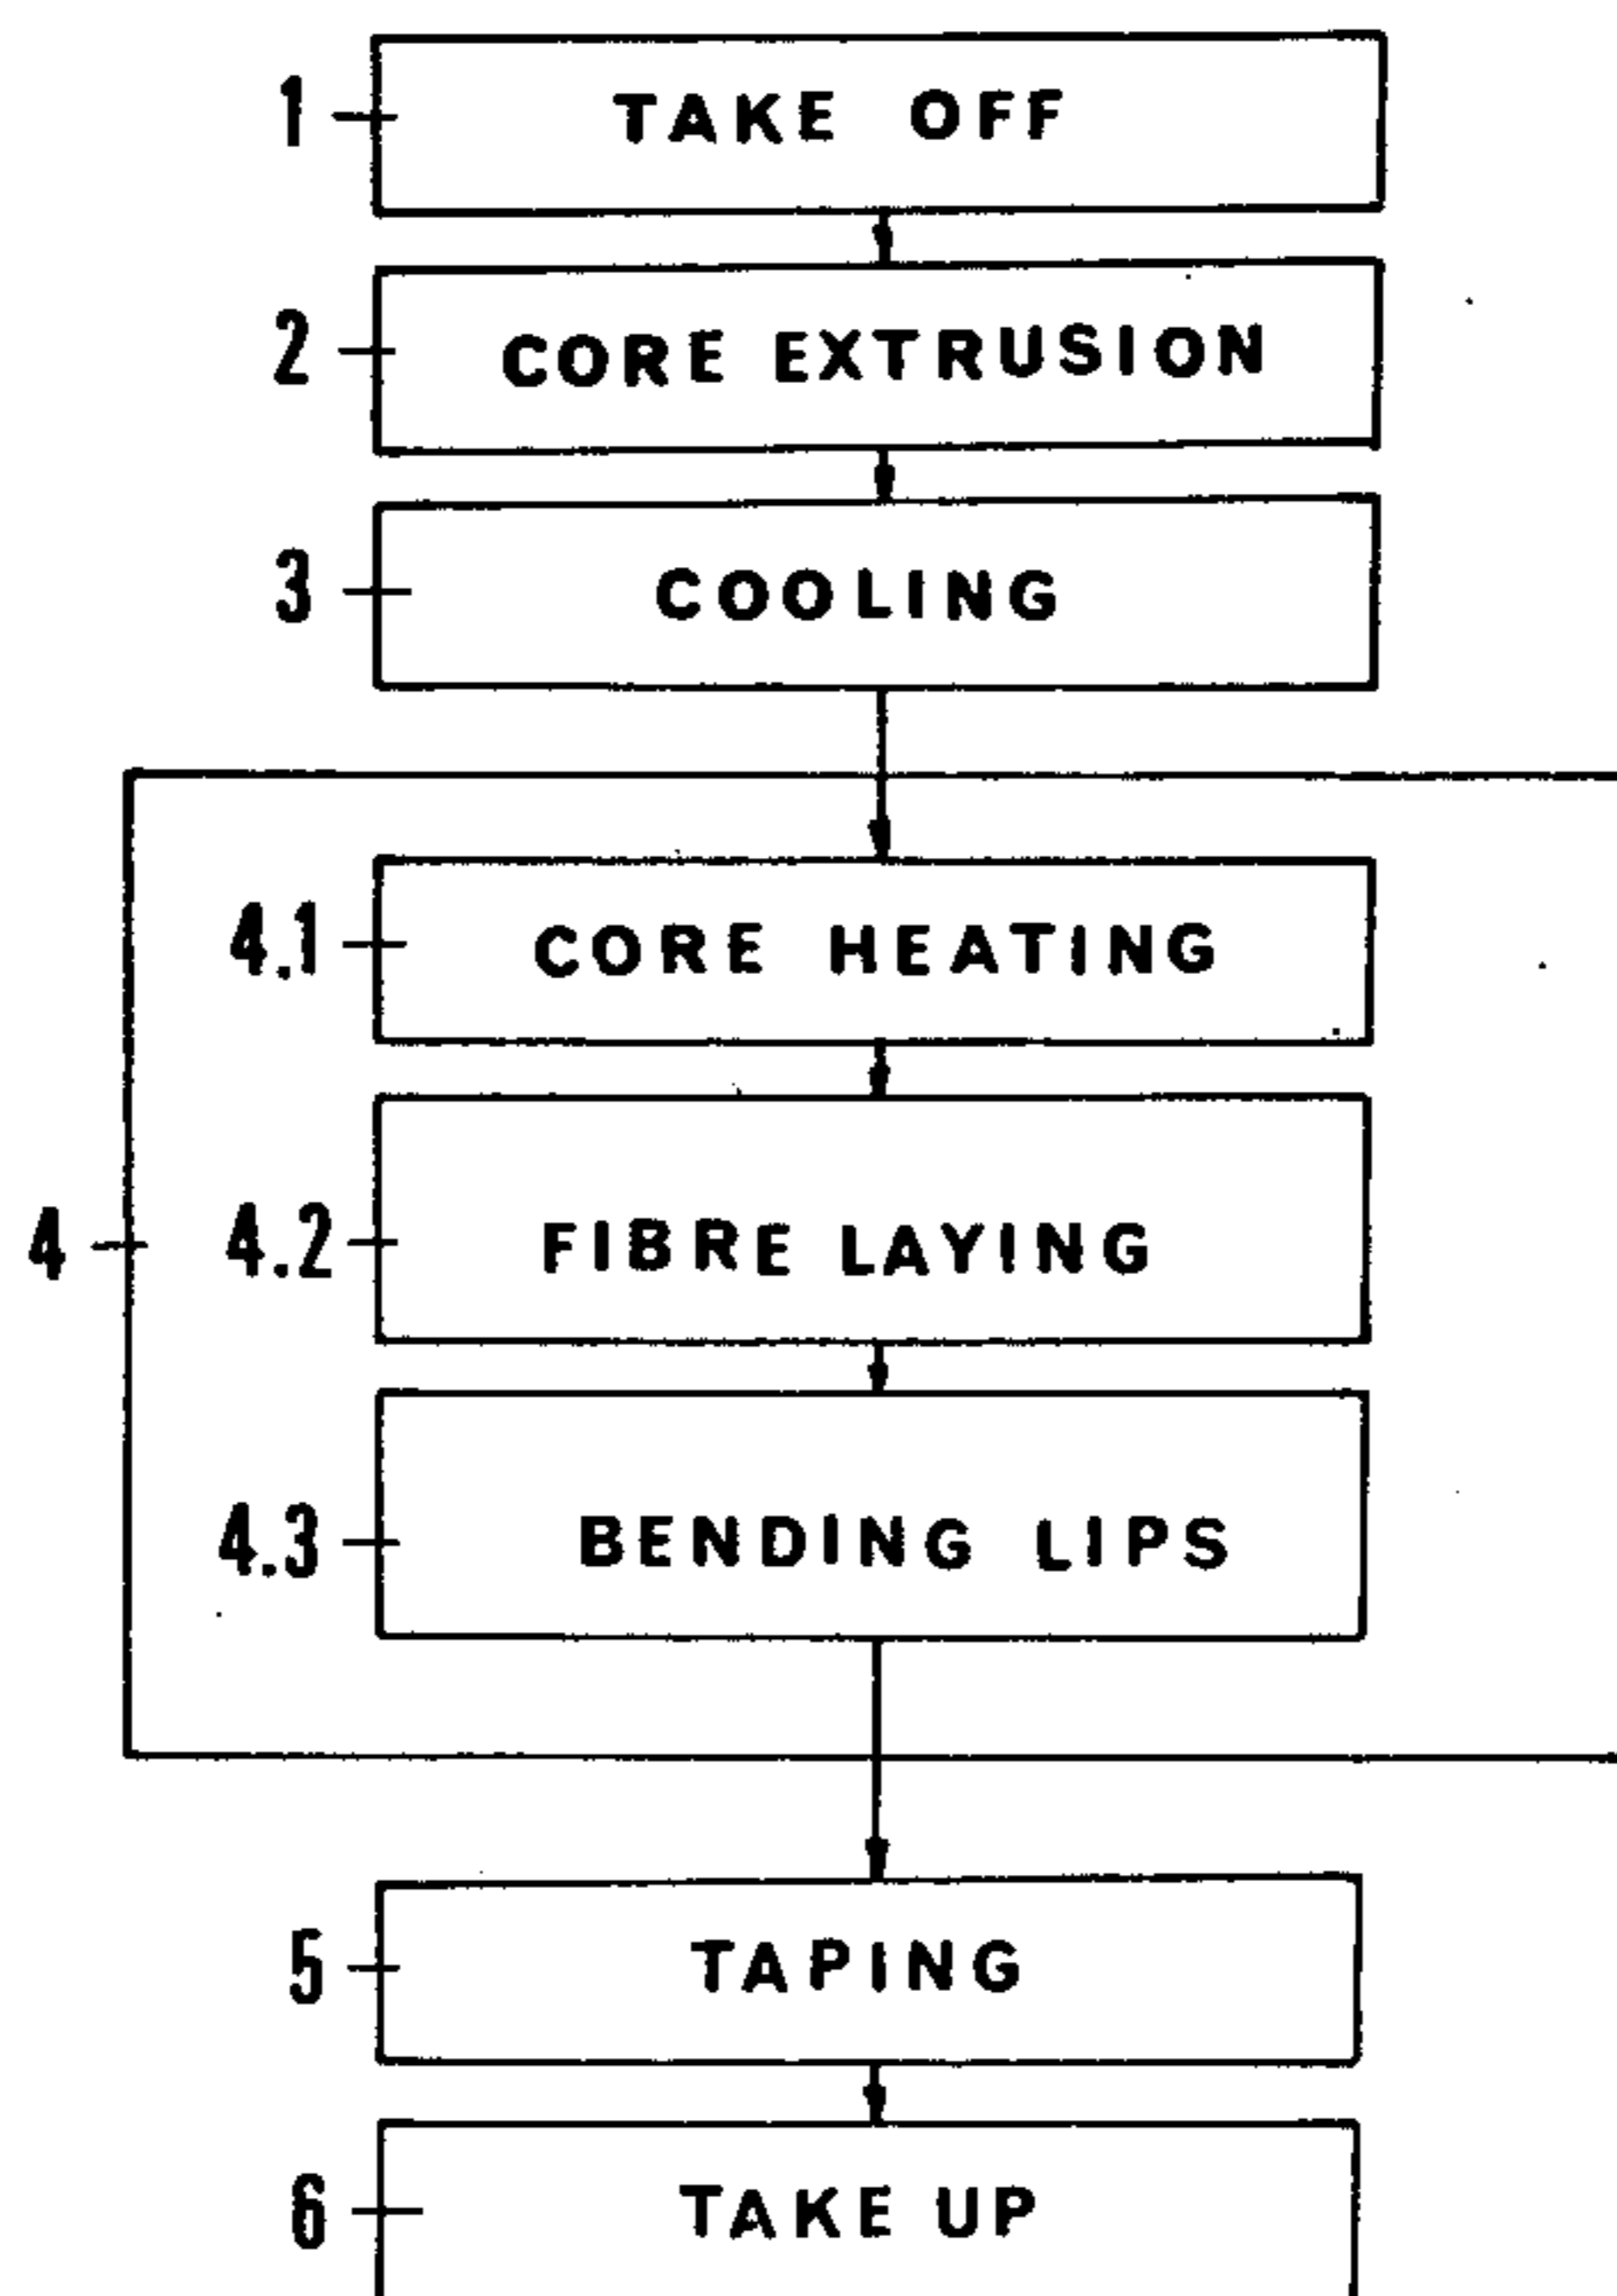 1 TAKE OFF
2 CORE EXTRUSION
3 COOLING
4.1 CORE HEATING
4 4.2 FIBRE LAYING
4.3 BENDING LIPS
5 TAPING
6 TAKE UP